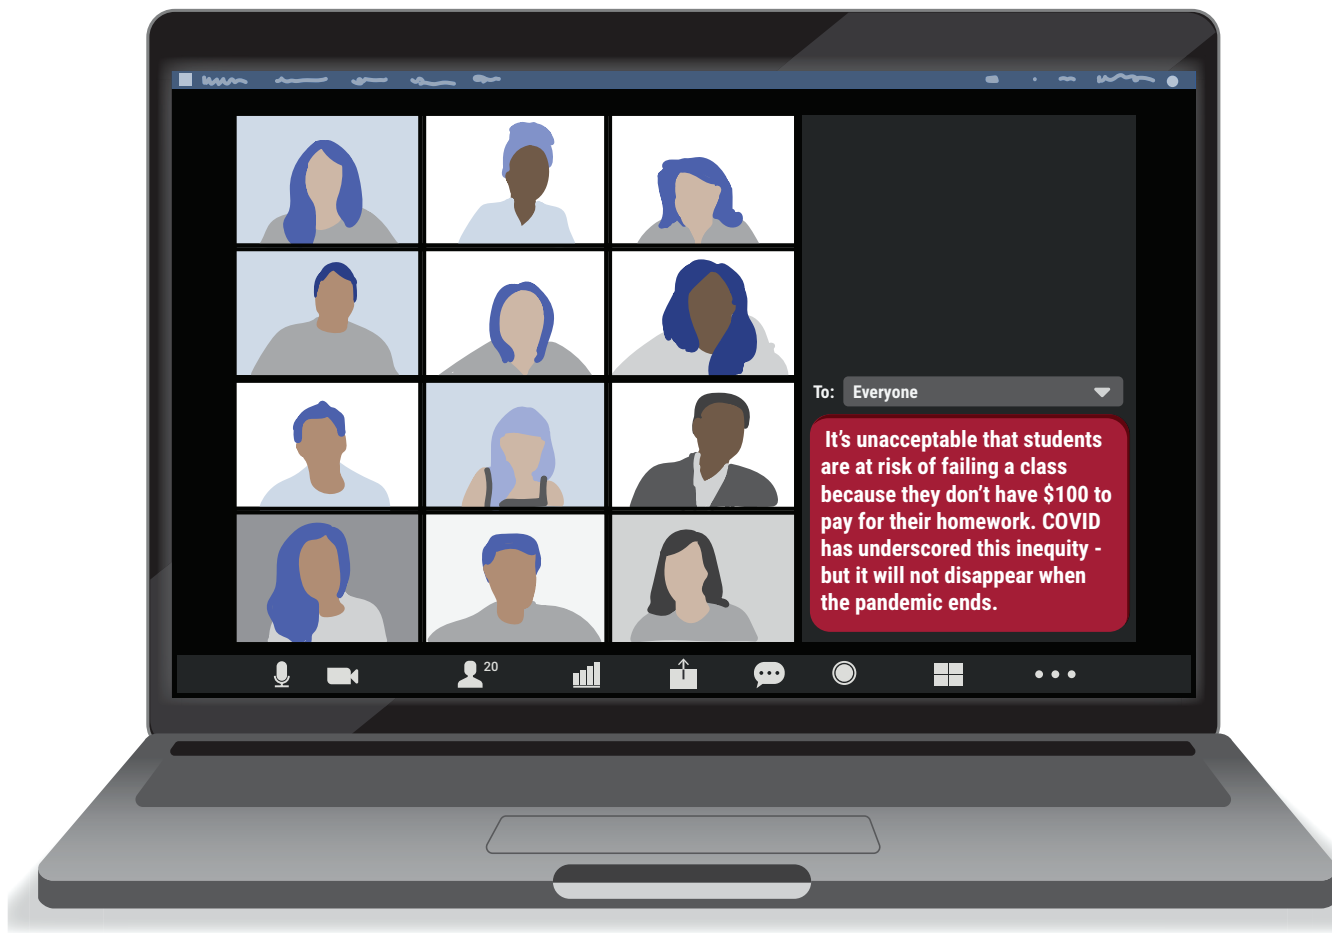 To: Everyone
It’s unacceptable that students
are at risk of failing a class
because they don’t have $100 to
pay for their homework. COVID
has underscored this inequity -
but it will not disappear when
the pandemic ends.
20